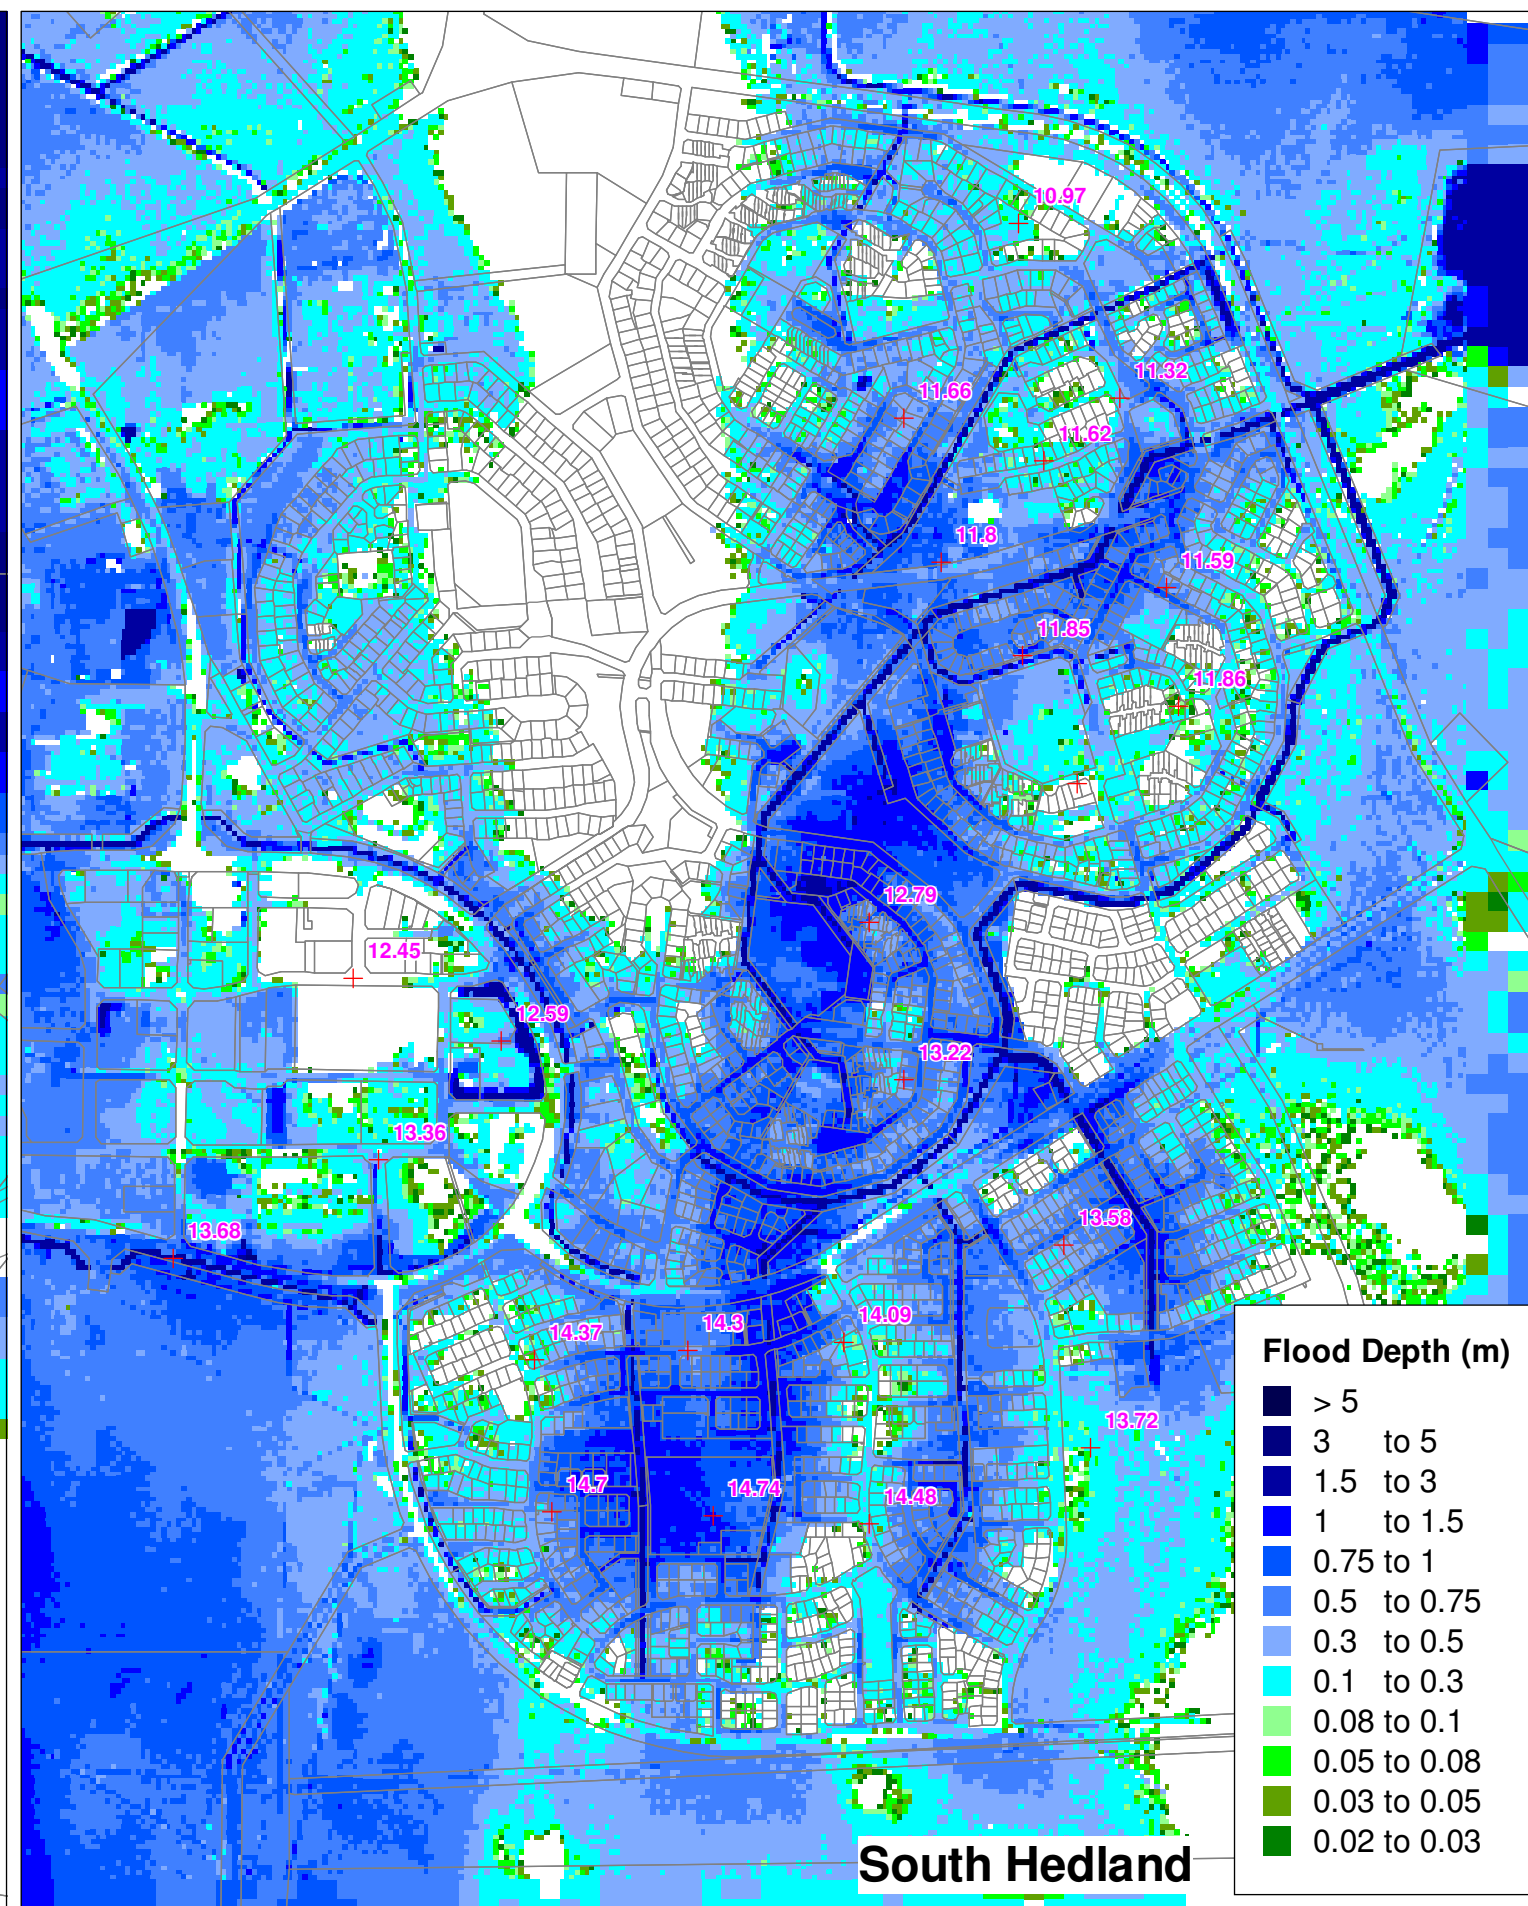 10.97
11.32
11.66
11.62
11.8
11.59
11.85
11.86
12.79
12.45
12.59
13.22
13.36
13.58
13.68
14.09
14.3
14.37
13.72
14.7
14.74
14.48
Flood Depth (m)
> 5
3 to 5
1.5 to 3
1 to 1.5
0.75 to 1
0.5 to 0.75
0.3 to 0.5
0.1 to 0.3
0.08 to 0.1
0.05 to 0.08
0.03 to 0.05
0.02 to 0.03
South Hedland